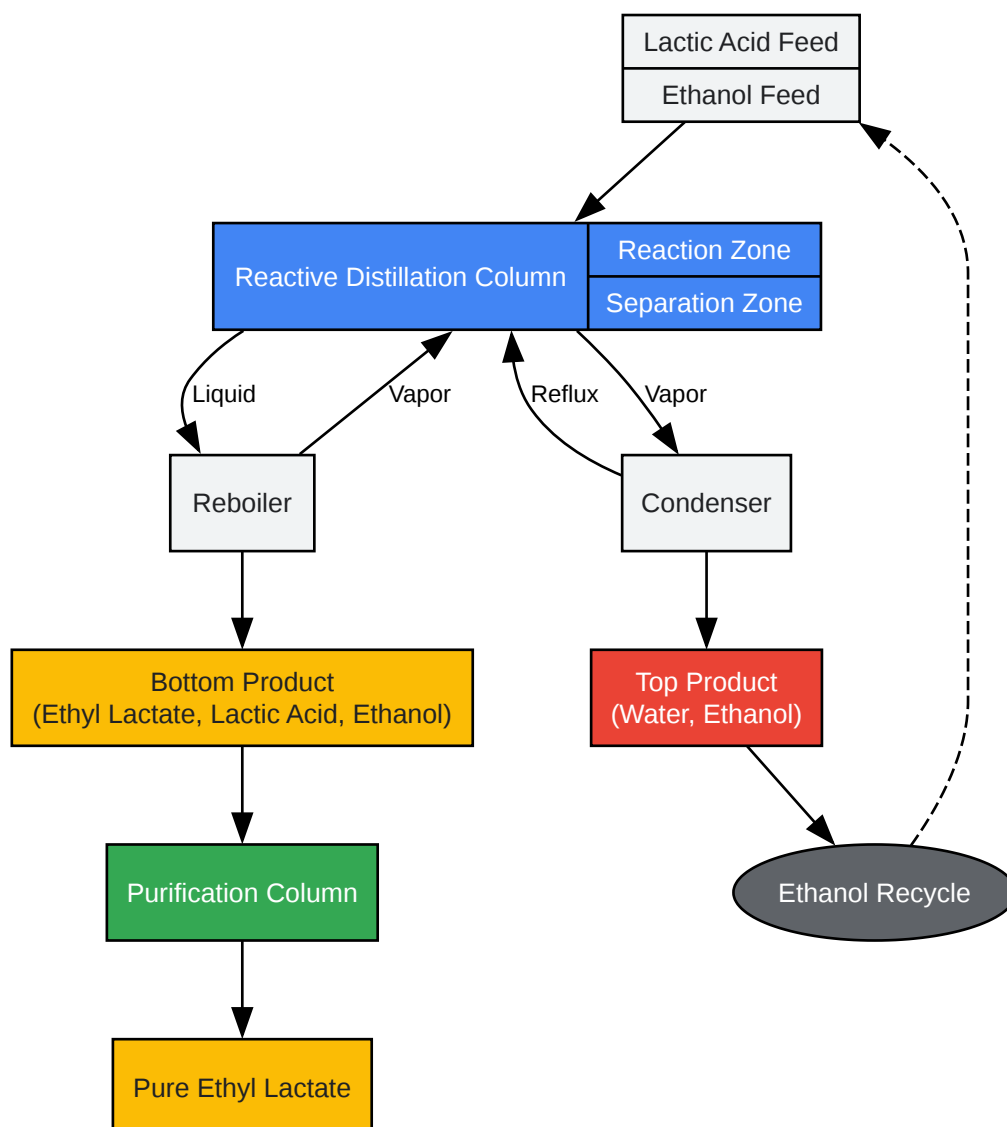 Lactic Acid Feed
Ethanol Feed
Reactive Distillation Column
Reaction Zone
Separation Zone
Liquid
Vapor
Reflux
Vapor
Reboiler
Condenser
Bottom Product
(Ethyl Lactate, Lactic Acid, Ethanol)
Top Product
(Water, Ethanol)
Purification Column
Ethanol Recycle
Pure Ethyl Lactate